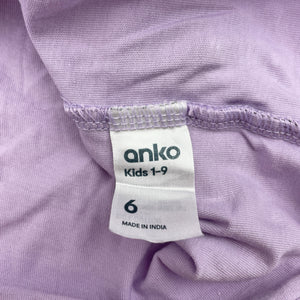 anko
Kids 1-9
6
MADE IN INDIA